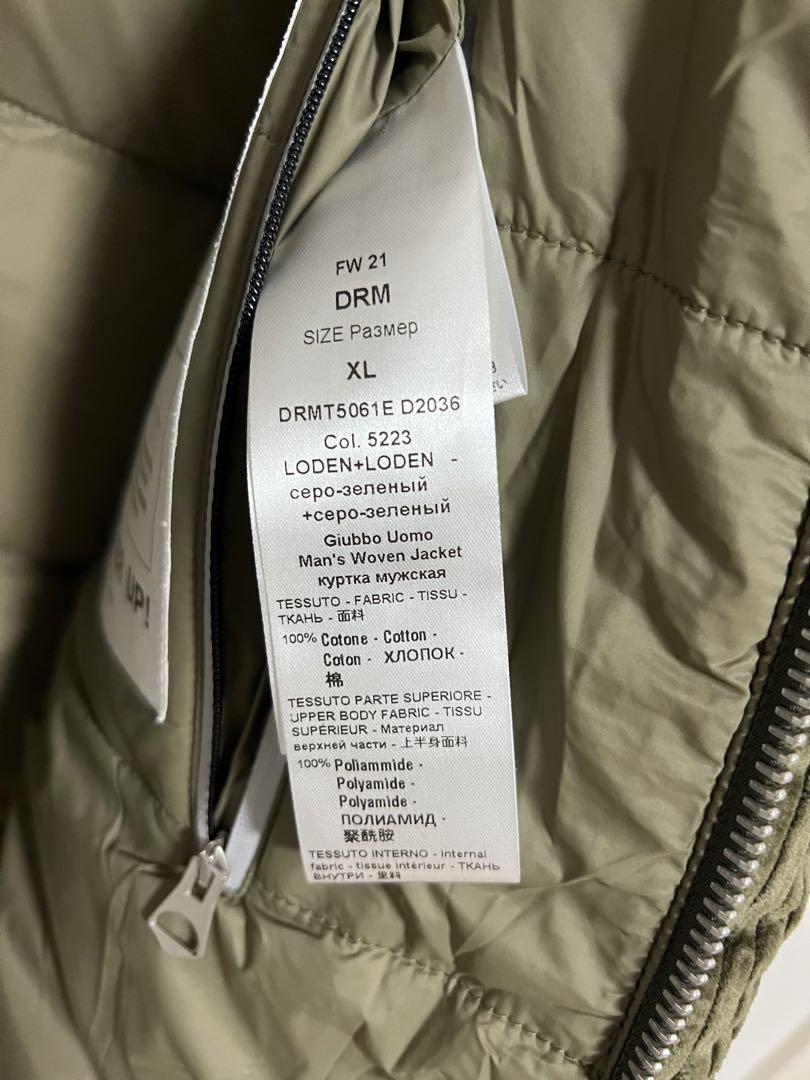 FW 21
DRM
SIZE Размер
XL
DRMT5061E D2036
Col. 5223
LODEN+LODEN -
серо-зеленый
+серо-зеленый
Giubbo Uomo
Man's Woven Jacket
куртка мужская
TESSUTO - FABRIC - TISSU -
ТКАНЬ - 面料
100% Cotone - Cotton -
Coton - ХЛОПОК -
棉
TESSUTO PARTE SUPERIORE -
UPPER BODY FABRIC - TISSU
SUPÉRIEUR - Материал
верхней части - 上半身面料
100% Poliammide -
Polyamide -
Polyamide -
ПОЛИАМИД -
聚酰胺
TESSUTO INTERNO - Internal
fabric - tissue intérieur - ТКАНЬ
ВНУТРИ - 里料
UP!